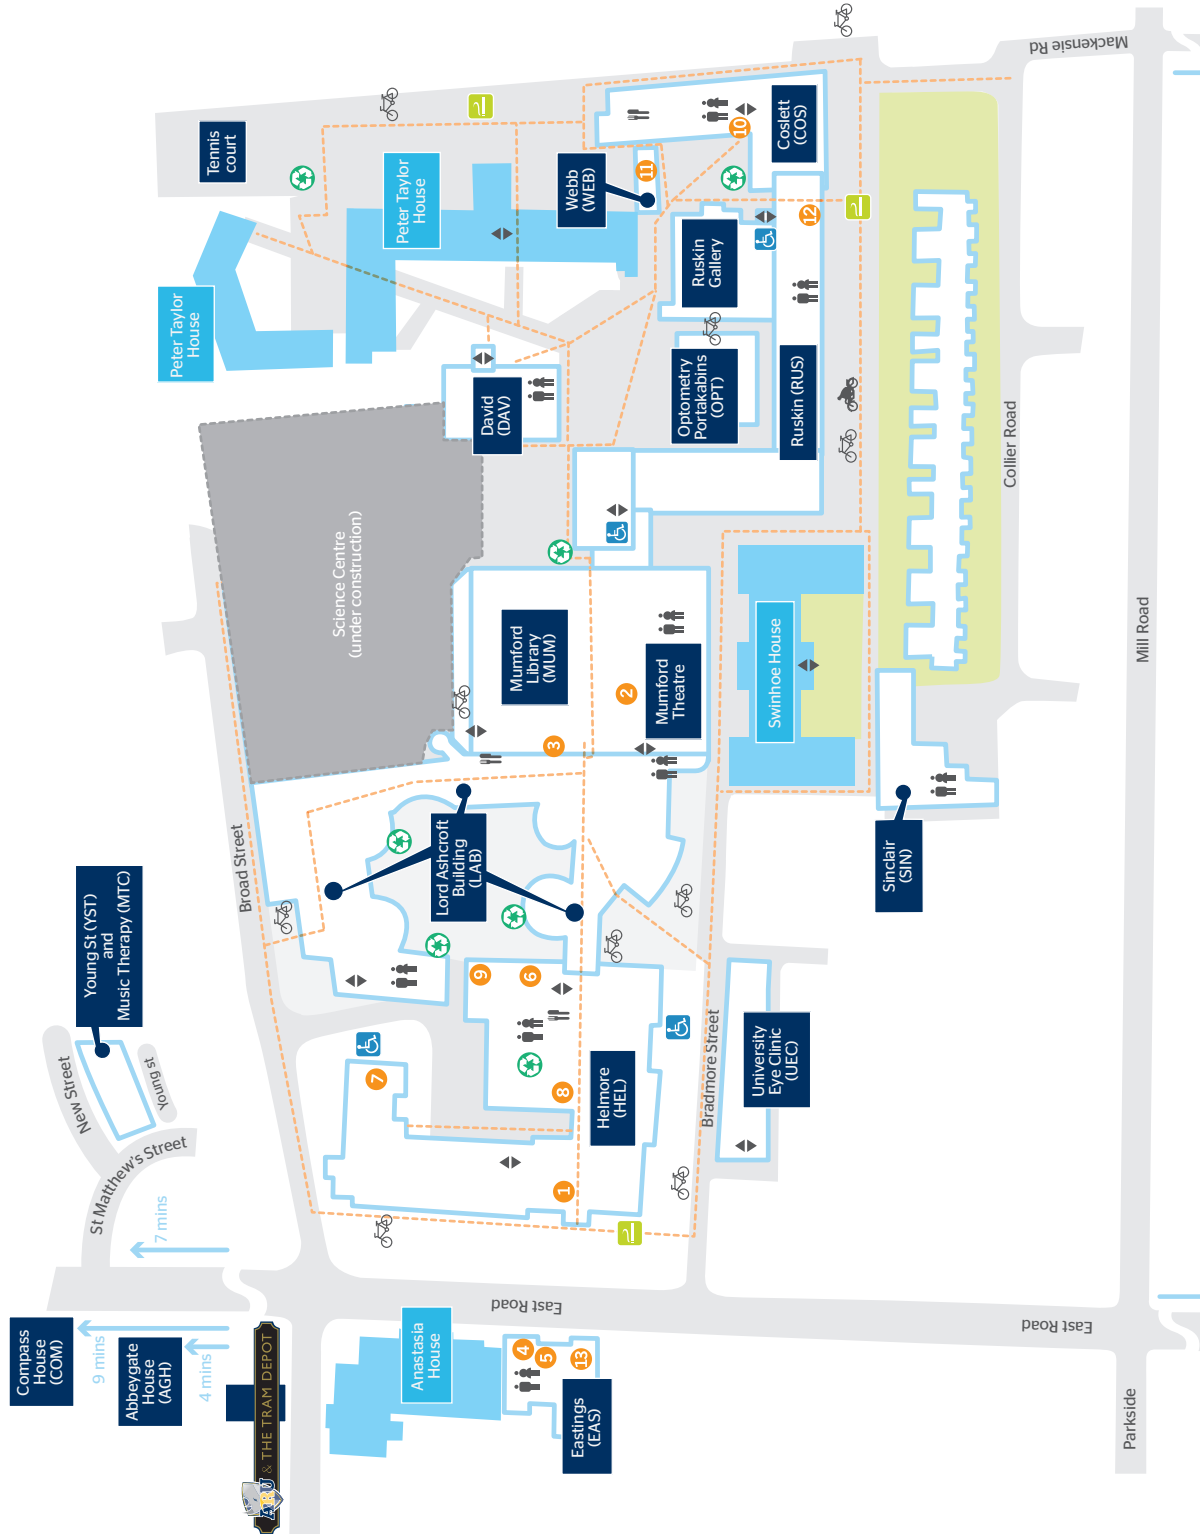 Compass
House
(COM)
9 mins
Abbeygate
House
(AGH)
4 mins
ARU & THE TRAM DEPOT
7 mins
St Matthew's Street
New Street
Young st
Young St (YST)
and
Music Therapy (MTC)
Broad Street
Science Centre
(under construction)
Peter Taylor
House
Tennis
court
Peter Taylor
House
Anastasia
House
Eastings
(EAS)
4
5
13
East Road
East Road
1
7
8
9
6
Helmore
(HEL)
Lord Ashcroft
Building
(LAB)
3
Mumford
Library
(MUM)
2
Mumford
Theatre
David
(DAV)
Webb
(WEB)
11
10
Coslett
(COS)
Ruskin
Gallery
12
Optometry
Portakabins
(OPT)
Ruskin (RUS)
Swinhoe House
Bradmore Street
University
Eye Clinic
(UEC)
Sinclair
(SIN)
Collier Road
Mackensie Rd
Mill Road
Parkside